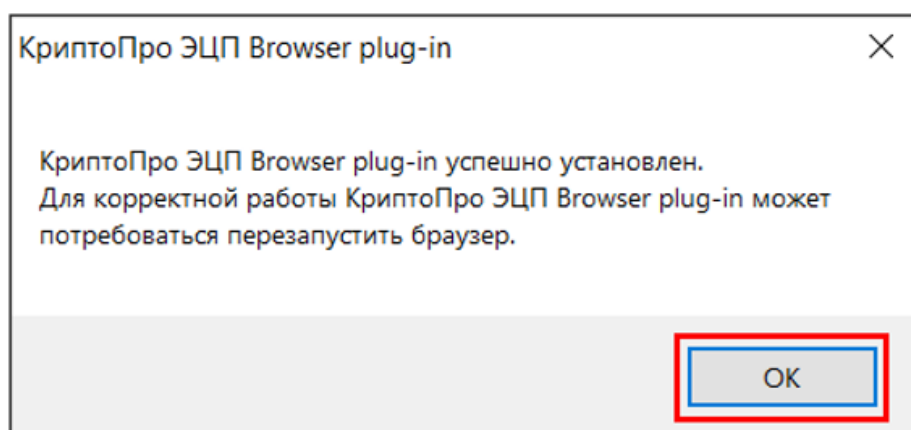 КриптоПро ЭЦП Browser plug-in
КриптоПро ЭЦП Browser plug-in успешно установлен.
Для корректной работы КриптоПро ЭЦП Browser plug-in может
потребоваться перезапустить браузер.
OK